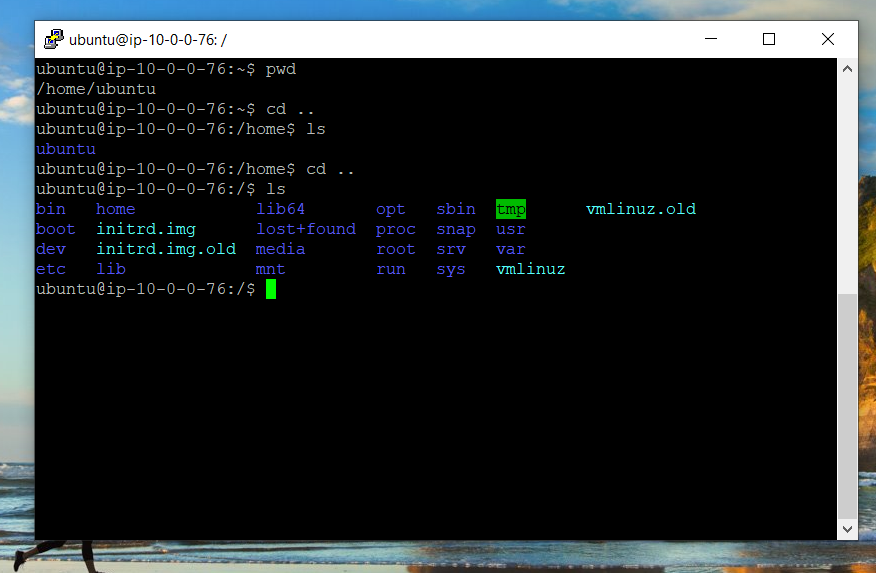 ubuntu@ip-10-0-0-76: /
ubuntu@ip-10-0-0-76:~$ pwd
/home/ubuntu
ubuntu@ip-10-0-0-76:~$ cd ..
ubuntu@ip-10-0-0-76:/home$ ls
ubuntu
ubuntu@ip-10-0-0-76:/home$ cd ..
ubuntu@ip-10-0-0-76:/$ ls
bin   home            lib64       opt   sbin  tmp      vmlinuz.old
boot  initrd.img      lost+found  proc  snap  usr
dev   initrd.img.old  media       root  srv   var
etc   lib             mnt         run   sys   vmlinuz
ubuntu@ip-10-0-0-76:/$